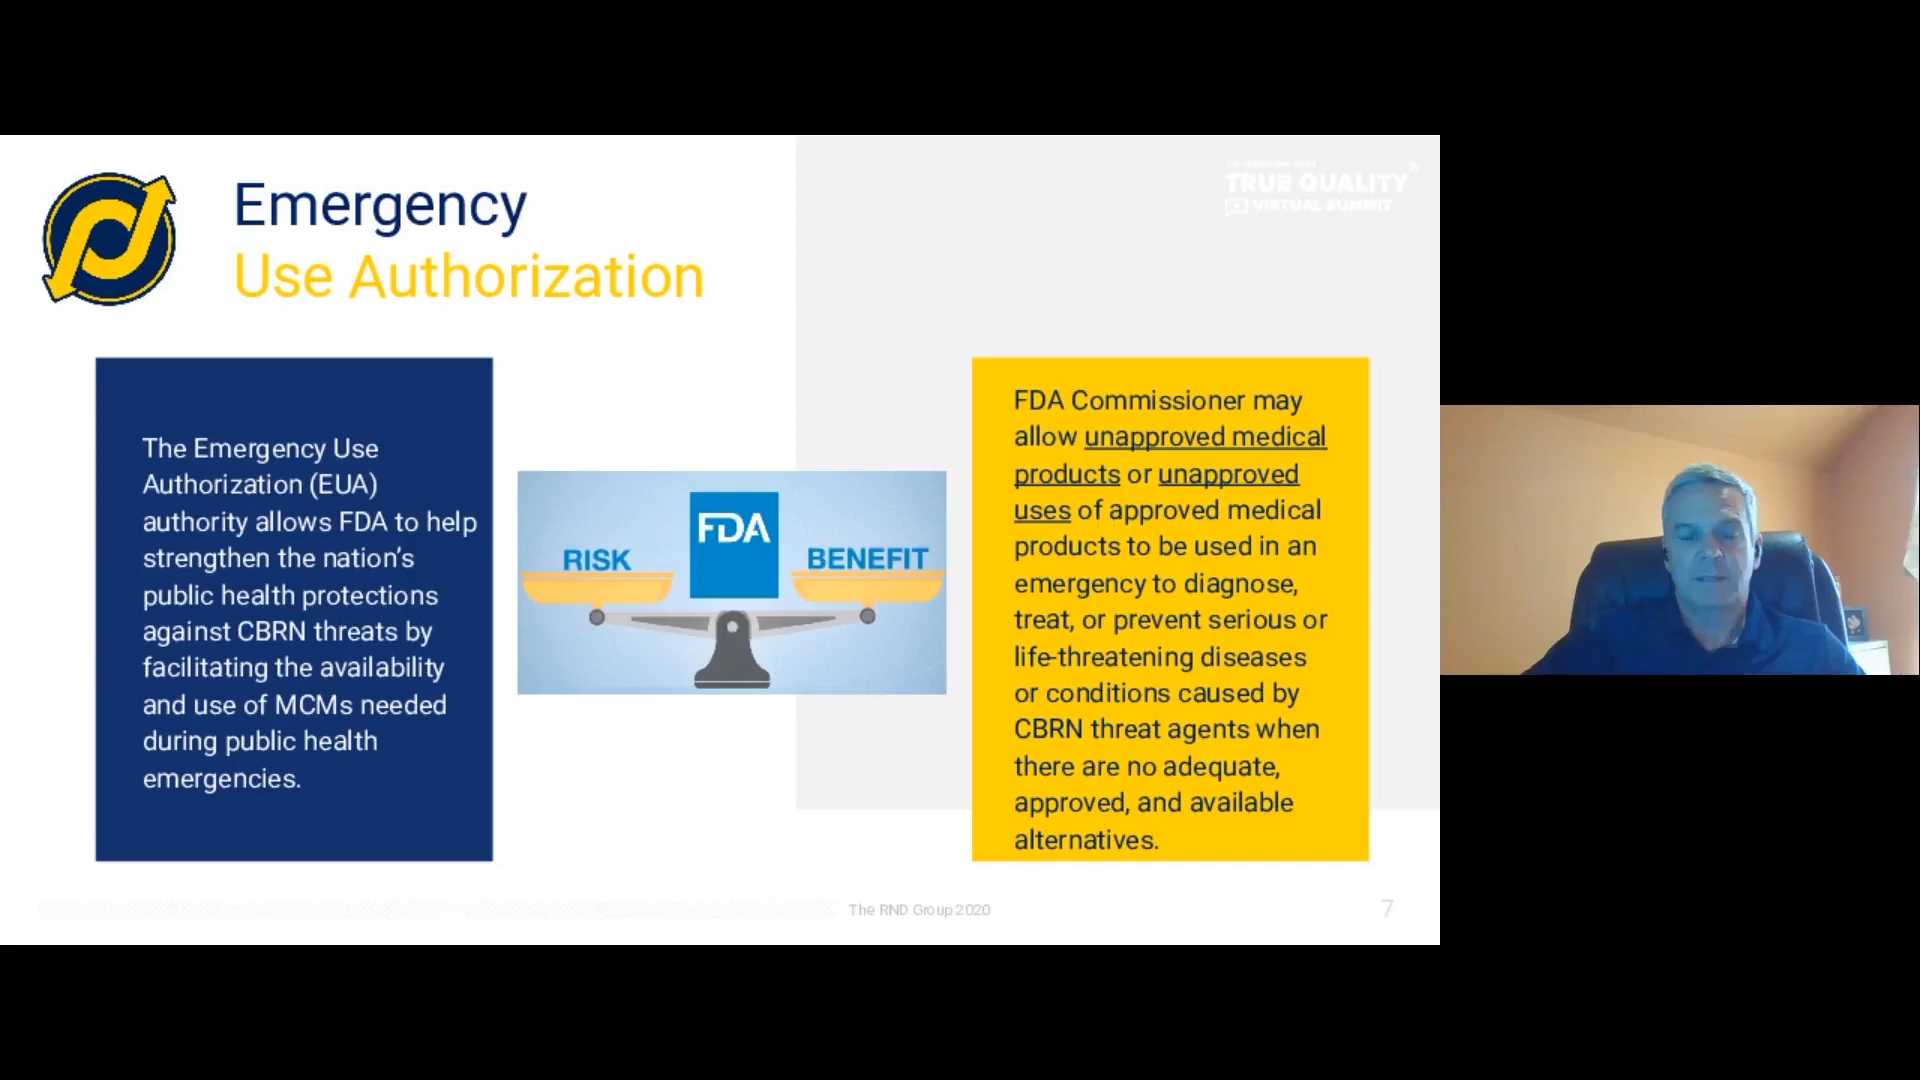 TRUE QUALITY
VIRTUAL SUMMIT
Emergency
Use Authorization
The Emergency Use
Authorization (EUA)
authority allows FDA to help
strengthen the nation’s
public health protections
against CBRN threats by
facilitating the availability
and use of MCMs needed
during public health
emergencies.
FDA
RISK
BENEFIT
FDA Commissioner may
allow unapproved medical
products or unapproved
uses of approved medical
products to be used in an
emergency to diagnose,
treat, or prevent serious or
life-threatening diseases
or conditions caused by
CBRN threat agents when
there are no adequate,
approved, and available
alternatives.
The RND Group 2020
7